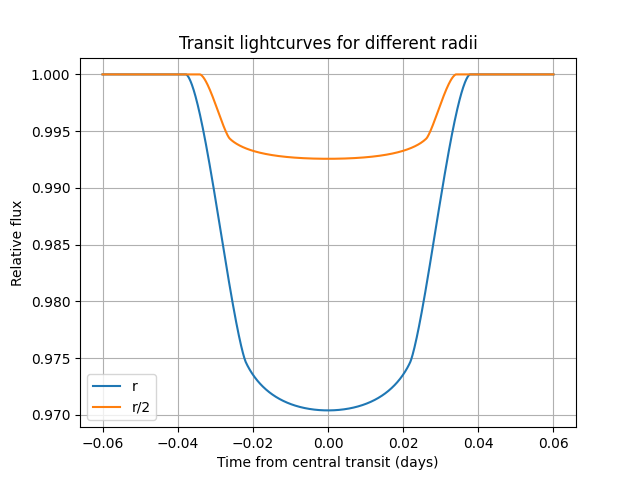 Transit lightcurves for different radii
Relative flux
1.000
0.995
0.990
0.985
0.980
0.975
0.970
r
r/2
−0.06 −0.04 −0.02 0.00 0.02 0.04 0.06
Time from central transit (days)